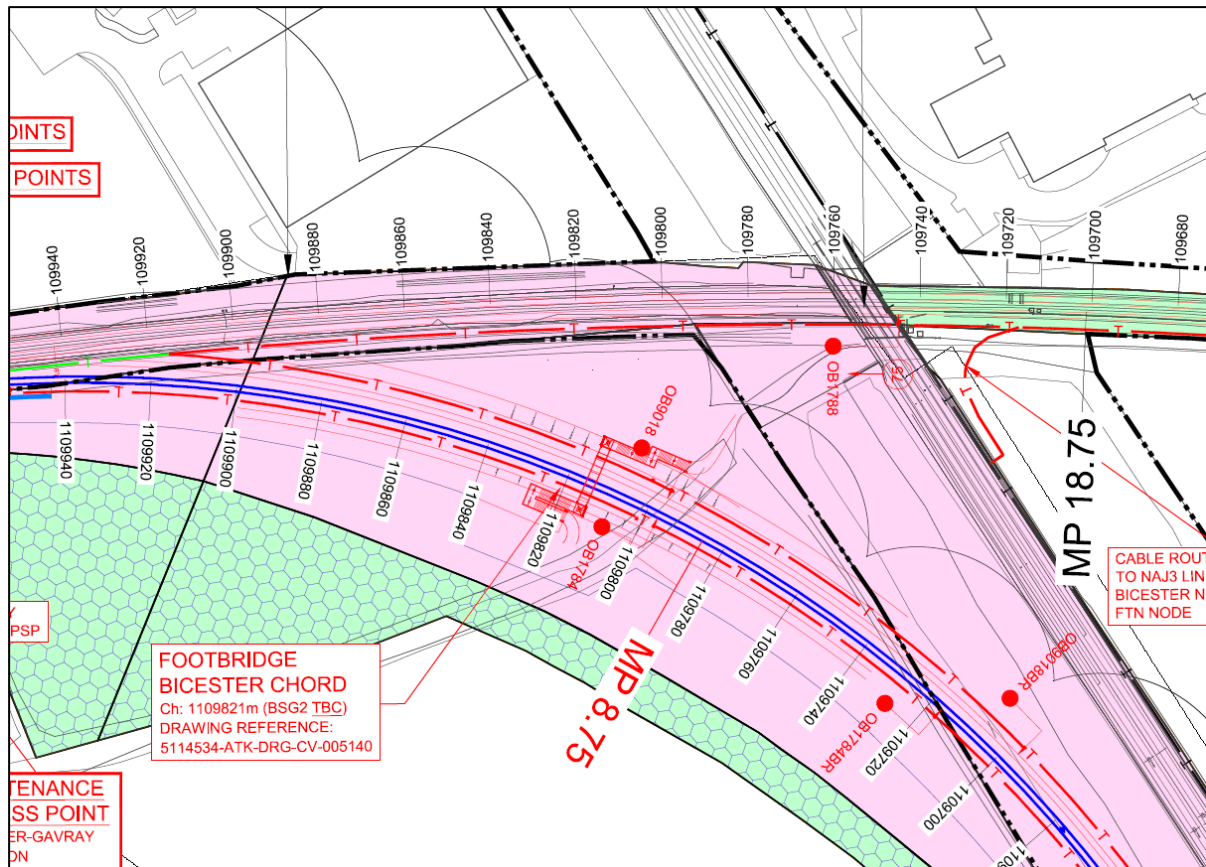 OINTS
POINTS
109940
109920
109900
109880
109860
109840
109820
109800
109780
109760
109740
109720
109700
109680
T
T
T
T
T
T
T
T
T
T
OB1788
OB9018
OB1784
MP 18.75
CABLE ROUT
TO NAJ3 LIN
BICESTER N
FTN NODE
1109940
1109920
1109900
1109880
1109860
1109840
1109820
1109800
1109780
1109760
1109740
1109720
1109700
MP 8.75
OB9018BR
OB1784BR
PSP
FOOTBRIDGE
BICESTER CHORD
Ch: 1109821m (BSG2 TBC)
DRAWING REFERENCE:
5114534-ATK-DRG-CV-005140
TENANCE
SS POINT
ER-GAVRAY
ON